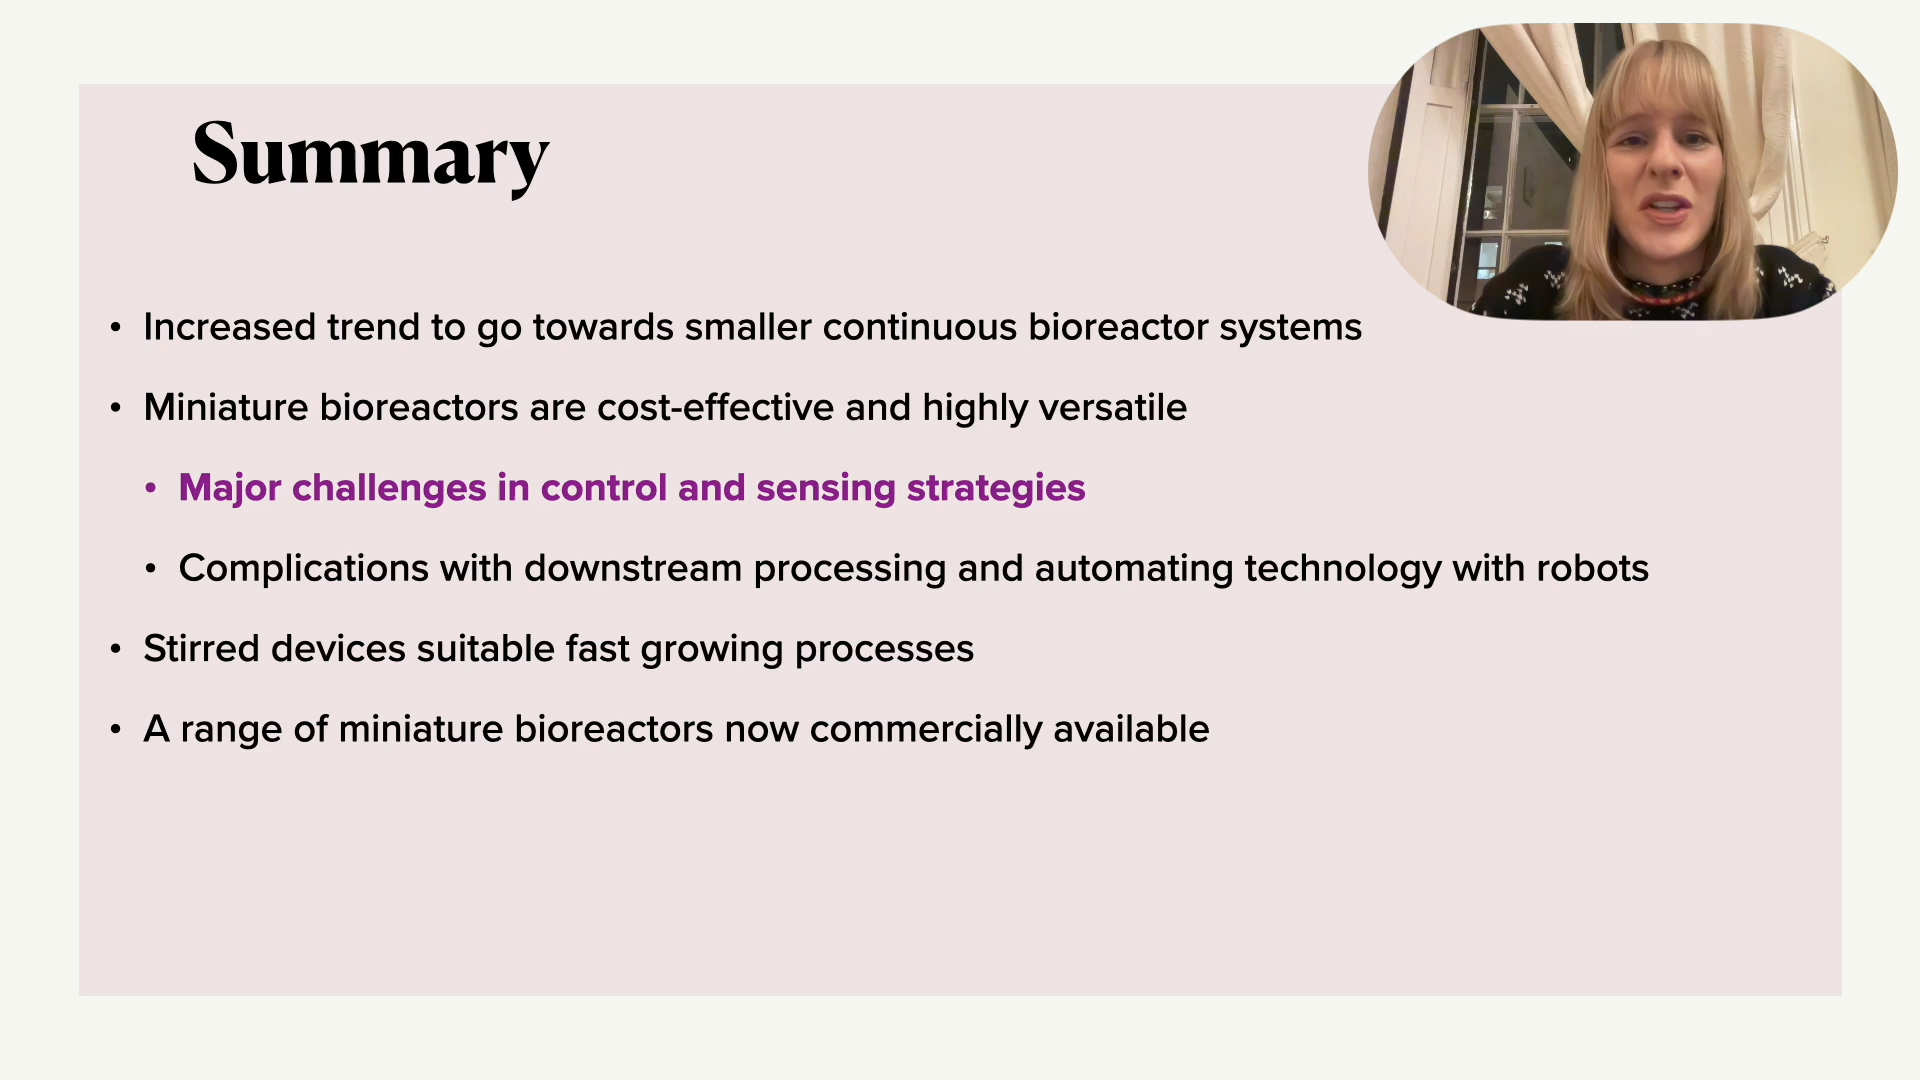 Summary
• Increased trend to go towards smaller continuous bioreactor systems
• Miniature bioreactors are cost-effective and highly versatile
• Major challenges in control and sensing strategies
• Complications with downstream processing and automating technology with robots
• Stirred devices suitable fast growing processes
• A range of miniature bioreactors now commercially available